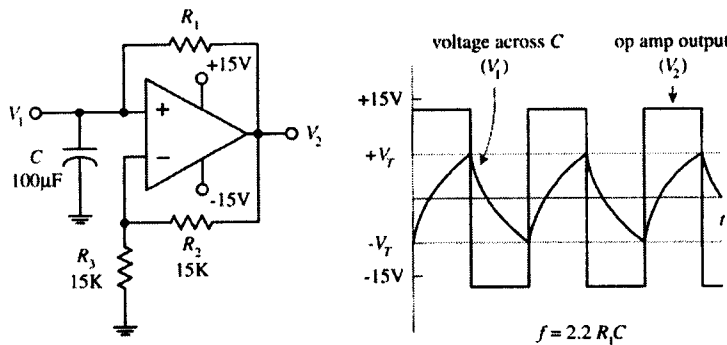 R1
+15V
V1
+
−
V2
C
100µF
-15V
R2
15K
R3
15K
voltage across C
(V1)
op amp output
(V2)
+15V
+VT
-VT
-15V
t
f = 2.2 R1C